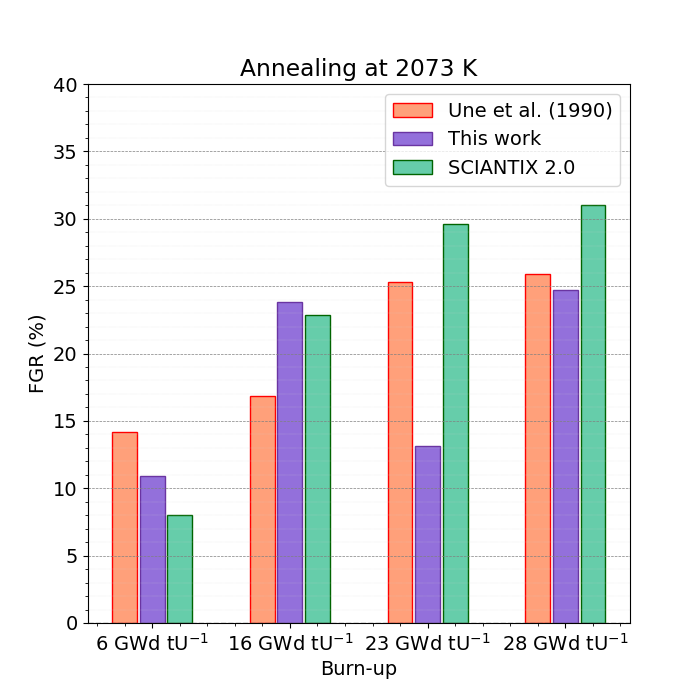 Annealing at 2073 K
Une et al. (1990)
This work
SCIANTIX 2.0
40
35
30
25
20
15
10
5
0
FGR (%)
6 GWd tU⁻¹ 16 GWd tU⁻¹ 23 GWd tU⁻¹ 28 GWd tU⁻¹
Burn-up